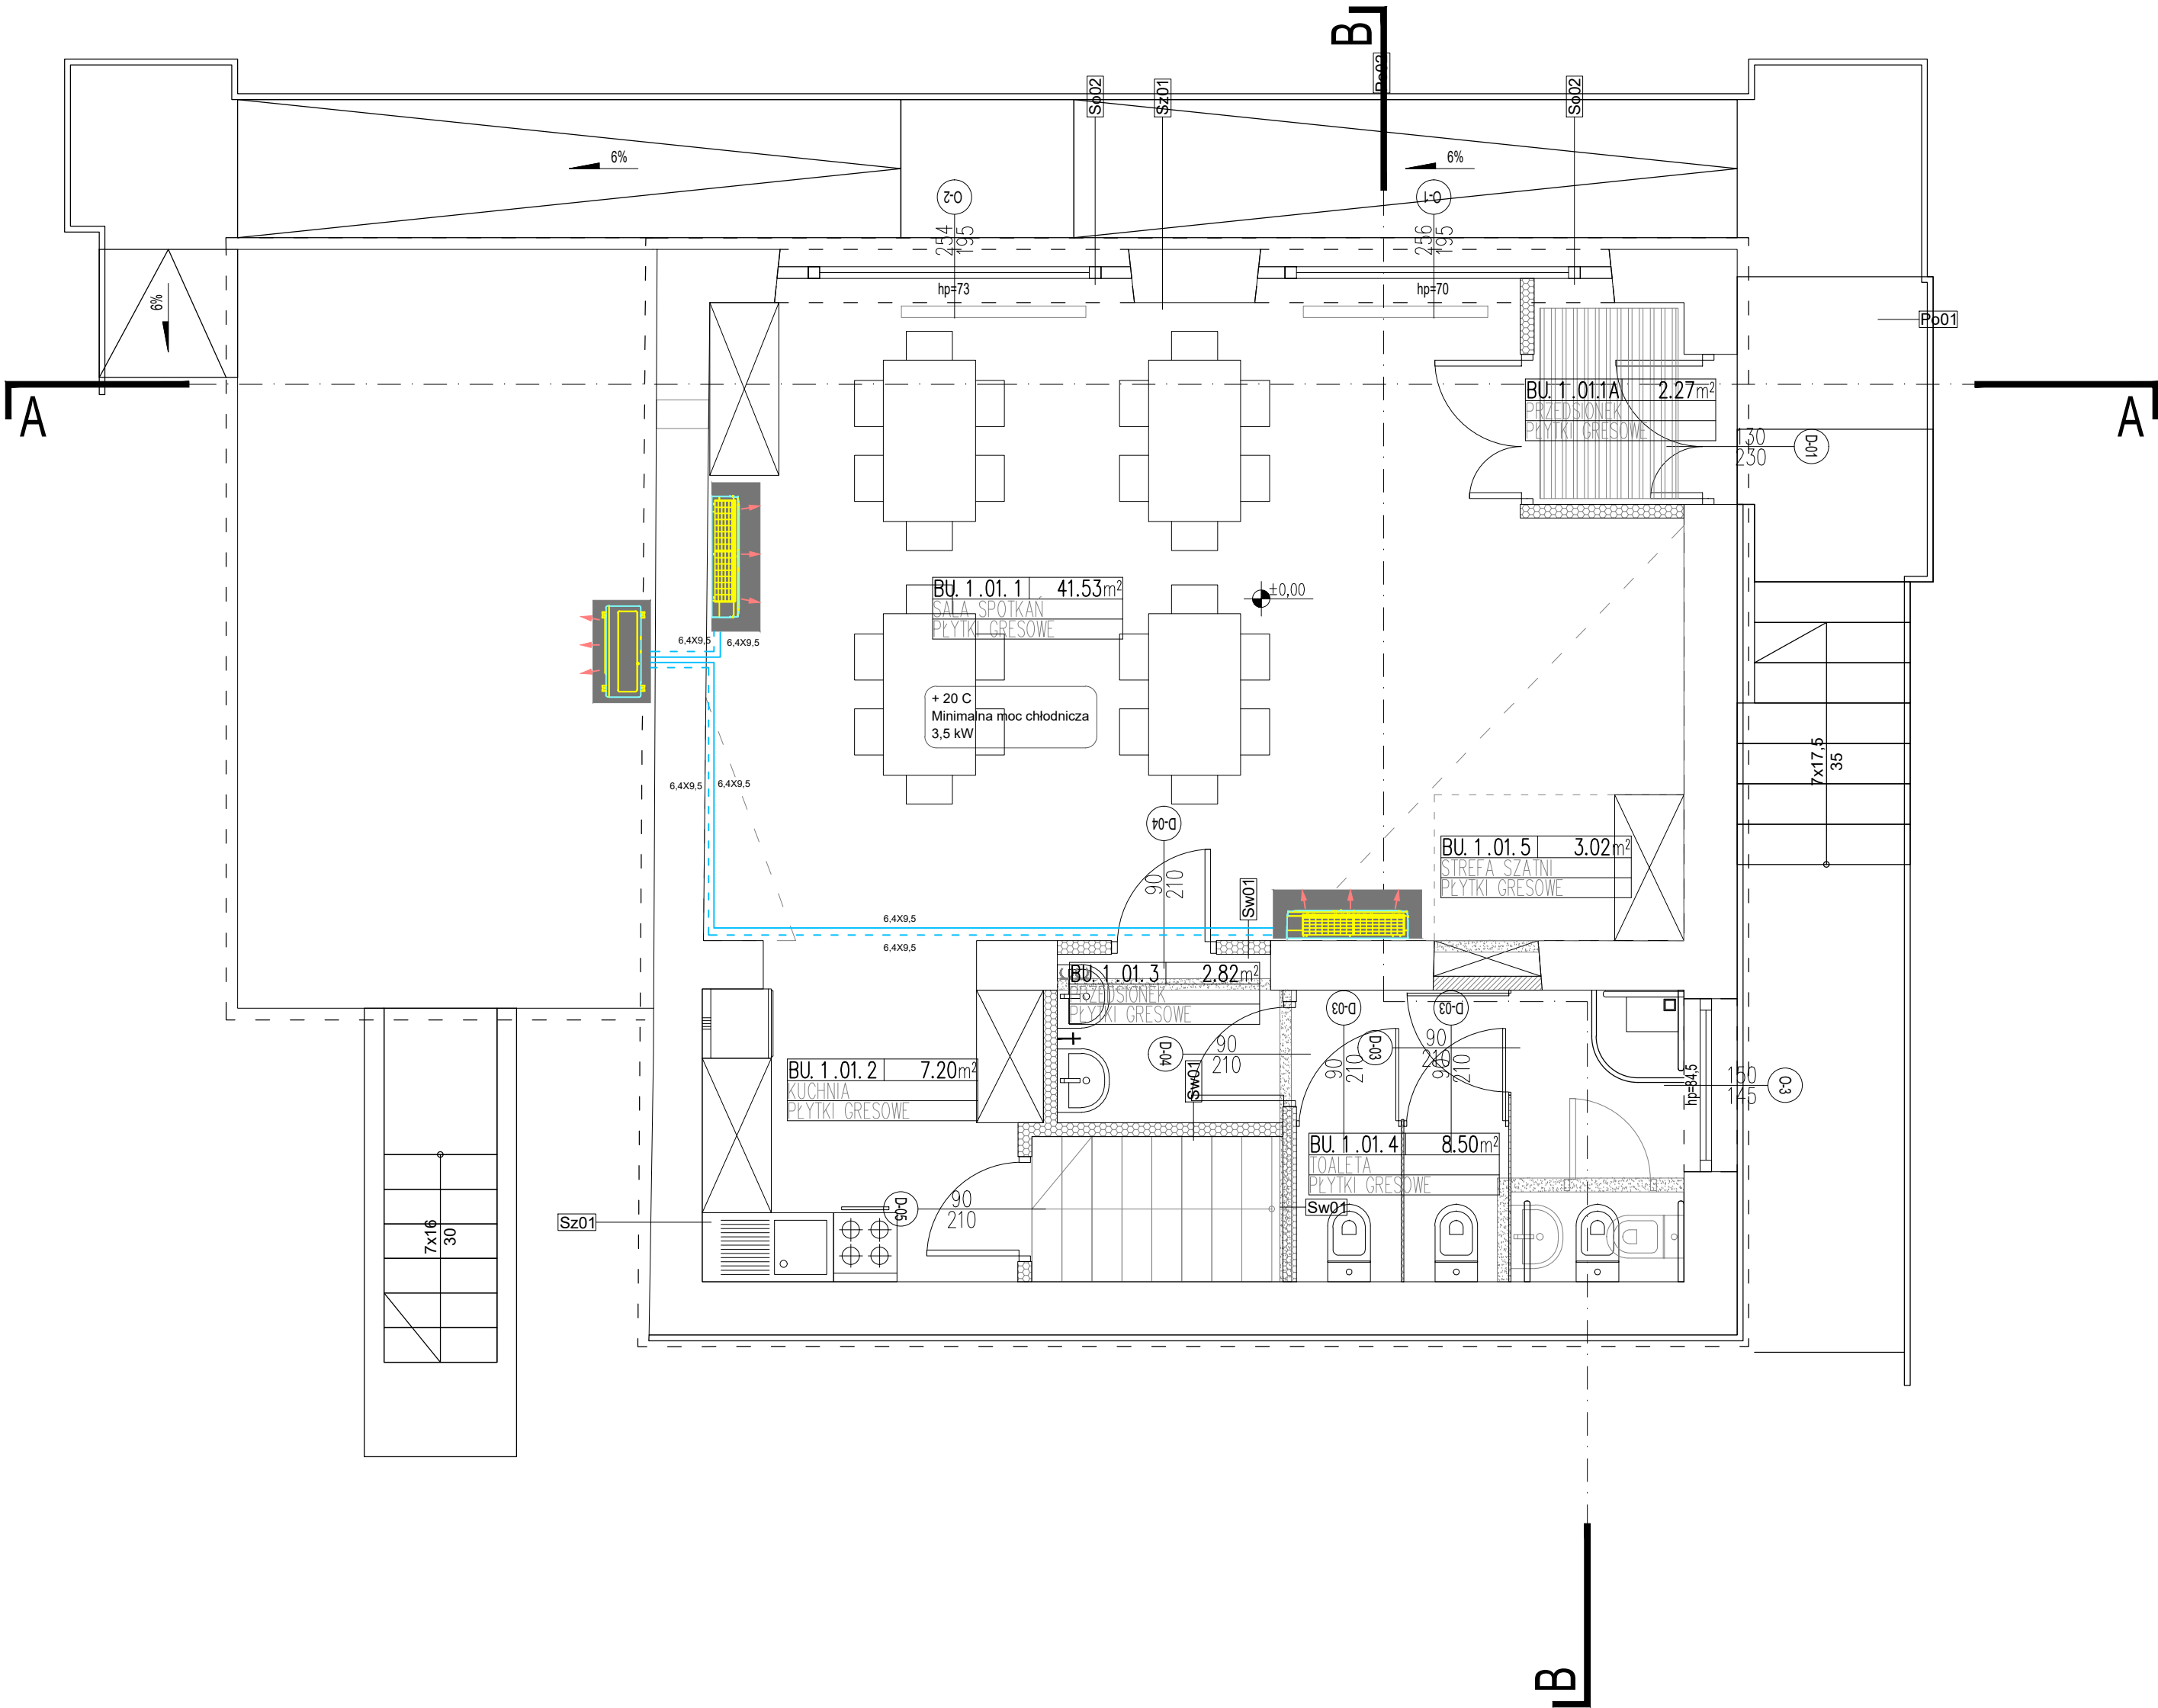 B
So02
Sz01
So02
6%
6%
O-2
O-1
254
195
256
195
hp=73
hp=70
6%
Po01
A
A
BU. 1 .01.1A 2.27m²
PRZEDSIONEK
PŁYTKI GRESOWE
130
230
D-01
BU. 1 .01. 1 41.53m²
SALA SPOTKAŃ
PŁYTKI GRESOWE
±0,00
6,4X9,5
6,4X9,5
+ 20 C
Minimalna moc chłodnicza
3,5 kW
6,4X9,5
6,4X9,5
7x17,5
35
D-04
90
210
BU. 1 .01. 5 3.02m²
STREFA SZATNI
PŁYTKI GRESOWE
Sw01
6,4X9,5
6,4X9,5
BU. 1 .01. 3 2.82m²
PRZEDSIONEK
PŁYTKI GRESOWE
D-03
D-03
D-04
90
210
D-03
90
210
90
210
90
210
Sw01
hp=84,5
150
145
O-3
BU. 1 .01. 2 7.20m²
KUCHNIA
PŁYTKI GRESOWE
BU. 1 .01. 4 8.50m²
TOALETA
PŁYTKI GRESOWE
D-05
90
210
Sw01
Sz01
7x16
30
B